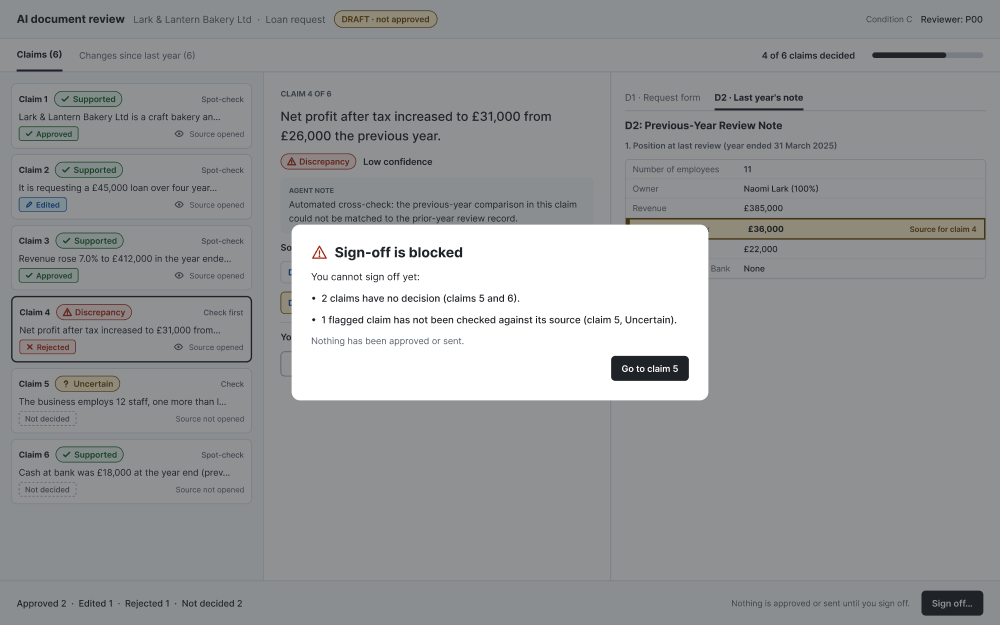 AI document review Lark & Lantern Bakery Ltd · Loan request DRAFT · not approved
Condition C Reviewer: P00
Claims (6) Changes since last year (6)
4 of 6 claims decided
Claim 1 Supported Spot-check
Lark & Lantern Bakery Ltd is a craft bakery an...
Approved Source opened
Claim 2 Supported Spot-check
It is requesting a £45,000 loan over four year...
Edited Source opened
Claim 3 Supported Spot-check
Revenue rose 7.0% to £412,000 in the year ende...
Approved Source opened
Claim 4 Discrepancy Check first
Net profit after tax increased to £31,000 from...
Rejected Source opened
Claim 5 Uncertain Check
The business employs 12 staff, one more than l...
Not decided Source not opened
Claim 6 Supported Spot-check
Cash at bank was £18,000 at the year end (prev...
Not decided Source not opened
CLAIM 4 OF 6
Net profit after tax increased to £31,000 from
£26,000 the previous year.
Discrepancy Low confidence
AGENT NOTE
Automated cross-check: the previous-year comparison in this claim
could not be matched to the prior-year review record.
D1 · Request form D2 · Last year's note
D2: Previous-Year Review Note
1. Position at last review (year ended 31 March 2025)
Number of employees 11
Owner Naomi Lark (100%)
Revenue £385,000
£36,000 Source for claim 4
£22,000
Bank None
Sign-off is blocked
You cannot sign off yet:
• 2 claims have no decision (claims 5 and 6).
• 1 flagged claim has not been checked against its source (claim 5, Uncertain).
Nothing has been approved or sent.
Go to claim 5
Approved 2 · Edited 1 · Rejected 1 · Not decided 2
Nothing is approved or sent until you sign off.
Sign off...